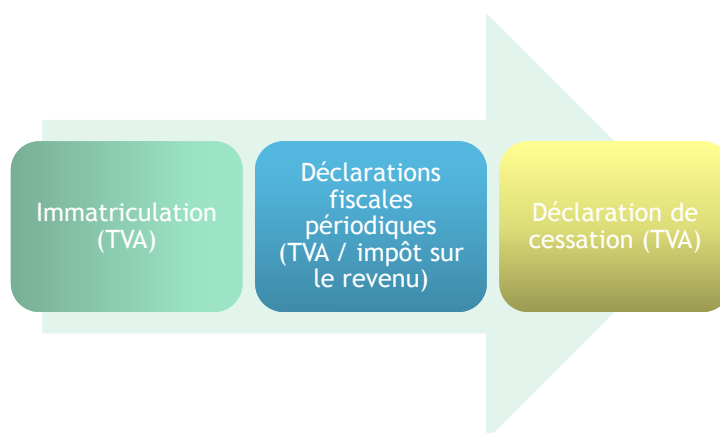 Immatriculation
(TVA)
Déclarations
fiscales
périodiques
(TVA / impôt sur
le revenu)
Déclaration de
cessation (TVA)